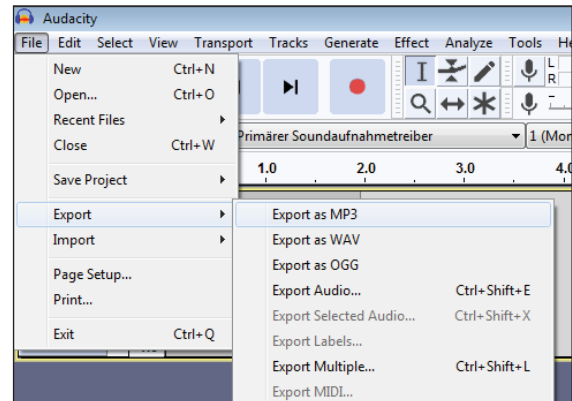 Audacity
File Edit Select View Transport Tracks Generate Effect Analyze Tools
New Ctrl+N
Open... Ctrl+O
Recent Files
Close Ctrl+W
Save Project
Export
Import
Page Setup...
Print...
Exit Ctrl+Q
L
R
Primärer Soundaufnahmetreiber 1 (Mon
1.0 2.0 3.0 4.0
Export as MP3
Export as WAV
Export as OGG
Export Audio... Ctrl+Shift+E
Export Selected Audio... Ctrl+Shift+X
Export Labels...
Export Multiple... Ctrl+Shift+L
Export MIDI...